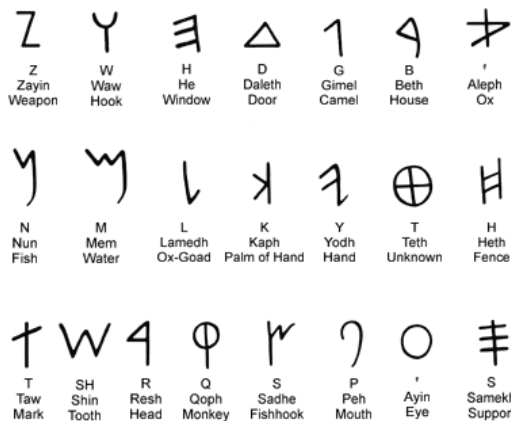 𐤀 𐤁 𐤂 𐤃 𐤄 𐤅 𐤆
Z W H D G B '
Zayin Waw He Daleth Gimel Beth Aleph
Weapon Hook Window Door Camel House Ox
𐤇 𐤈 𐤉 𐤊 𐤋 𐤌 𐤍
N M L K Y T H
Nun Mem Lamedh Kaph Yodh Teth Heth
Fish Water Ox-Goad Palm of Hand Hand Unknown Fence
𐤎 𐤏 𐤐 𐤑 𐤒 𐤓 𐤔 𐤕
T SH R Q S P ' S
Taw Shin Resh Qoph Sadhe Peh Ayin Samekh
Mark Tooth Head Monkey Fishhook Mouth Eye Suppor